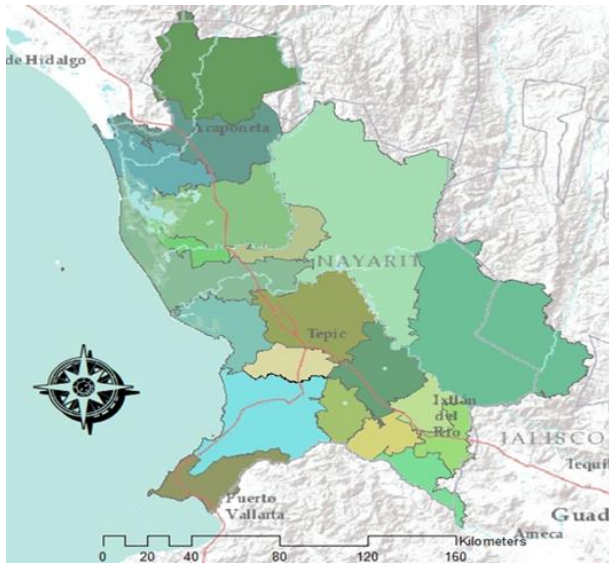 de Hidalgo
Acaponeta
NAYARIT
Tepic
Ixtlán
del
Río
JALISCO
Tequil
Puerto
Vallarta
Guad
Ameca
Kilometers
0 20 40 80 120 160